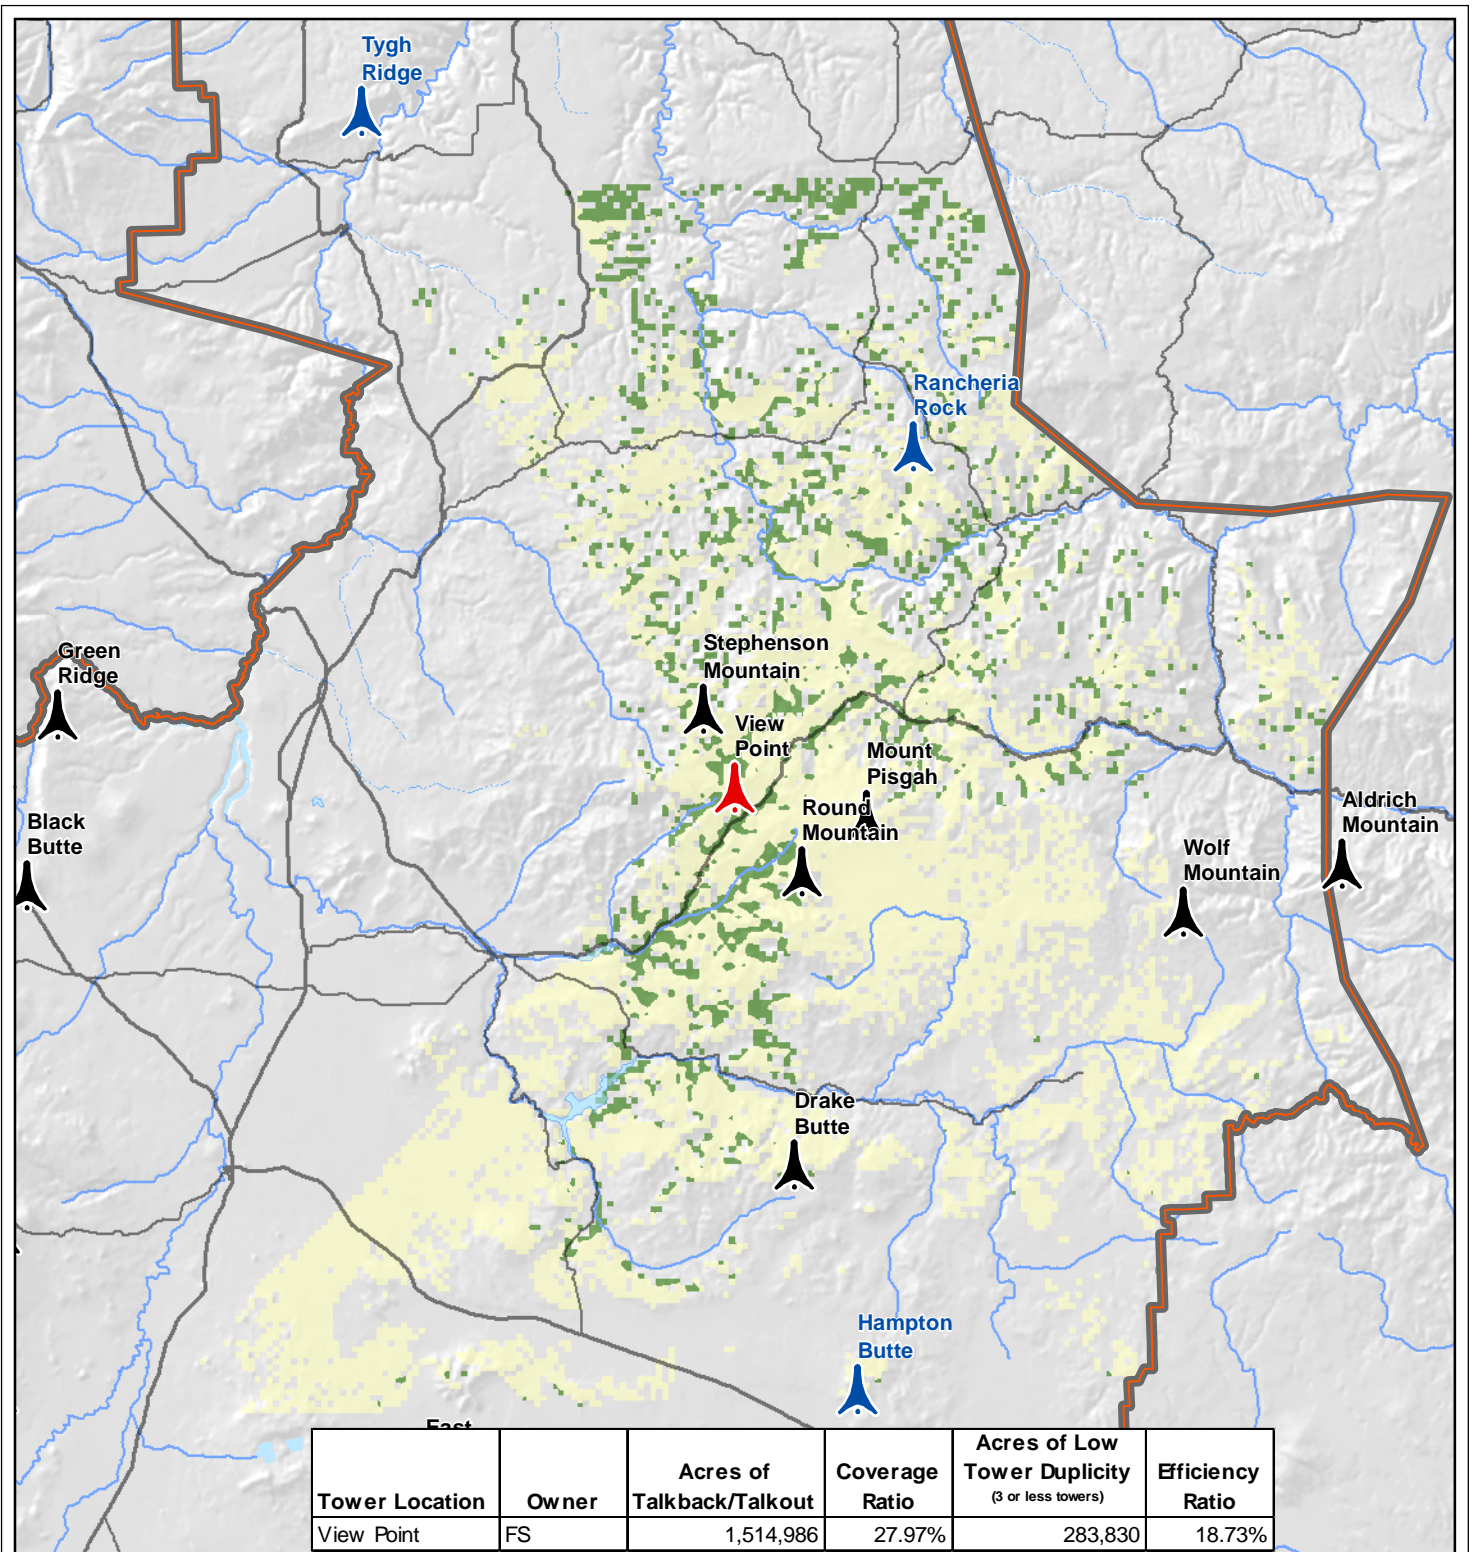 Tygh
Ridge
Rancheria
Rock
Stephenson
Mountain
Green
Ridge
View
Point
Mount
Pisgah
Round
Mountain
Aldrich
Mountain
Black
Butte
Wolf
Mountain
Drake
Butte
Hampton
Butte
East
Tower Location
Owner
Acres of
Talkback/Talkout
Coverage
Ratio
Acres of Low
Tower Duplicity
(3 or less towers)
Efficiency
Ratio
View Point FS 1,514,986 27.97% 283,830 18.73%